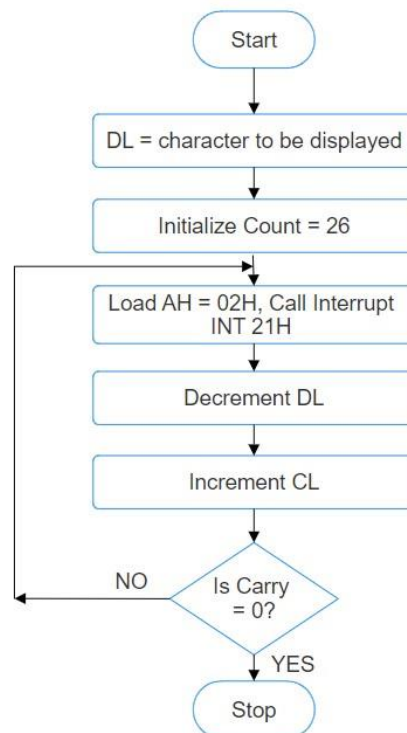 Start
DL = character to be displayed
Initialize Count = 26
Load AH = 02H, Call Interrupt
INT 21H
Decrement DL
Increment CL
NO
Is Carry
= 0?
YES
Stop